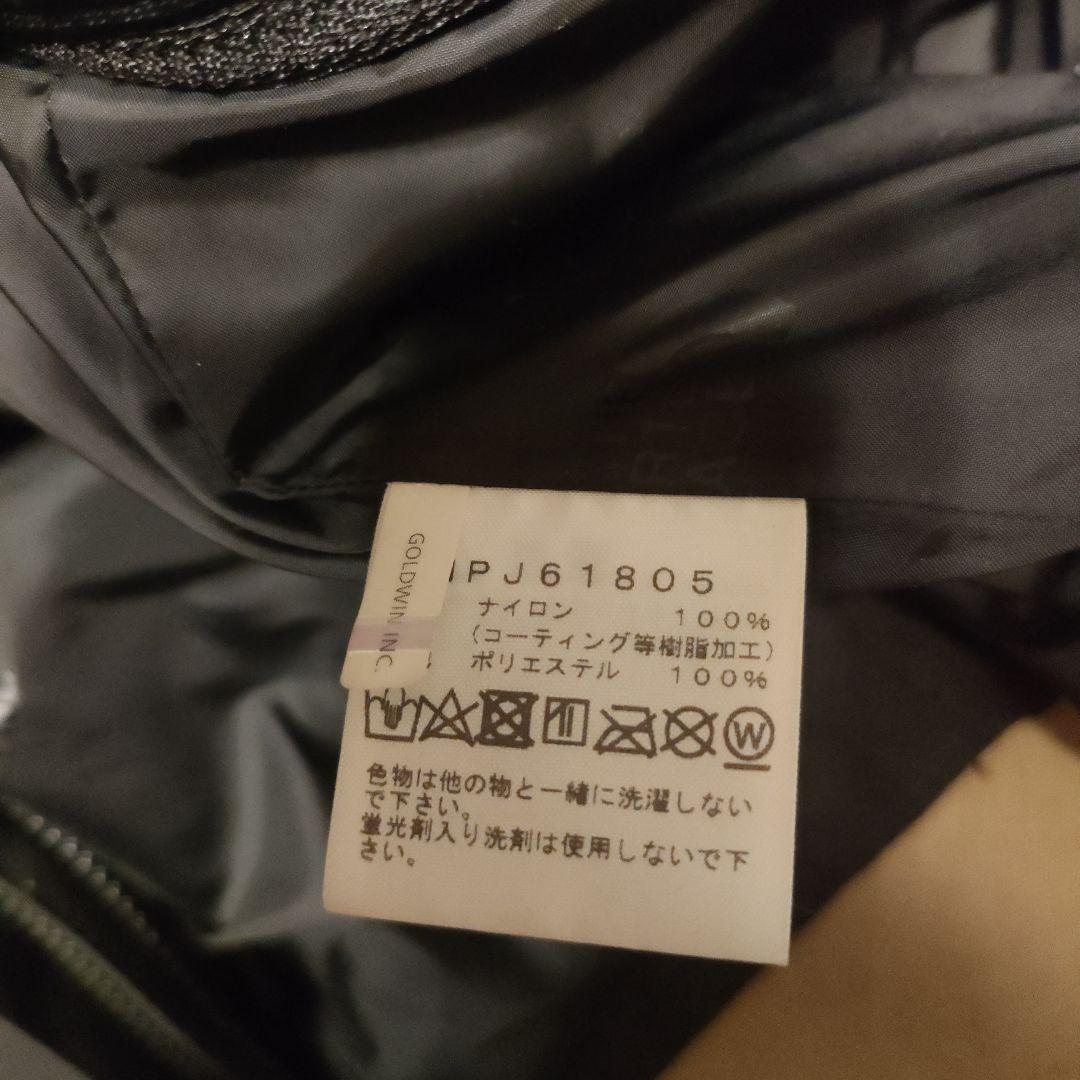 GOLDWIN INC.
NPJ61805
ナイロン 100%
(コーティング等樹脂加工)
ポリエステル 100%
W
色物は他の物と一緒に洗濯しない
で下さい。
蛍光剤入り洗剤は使用しないで下
さい。